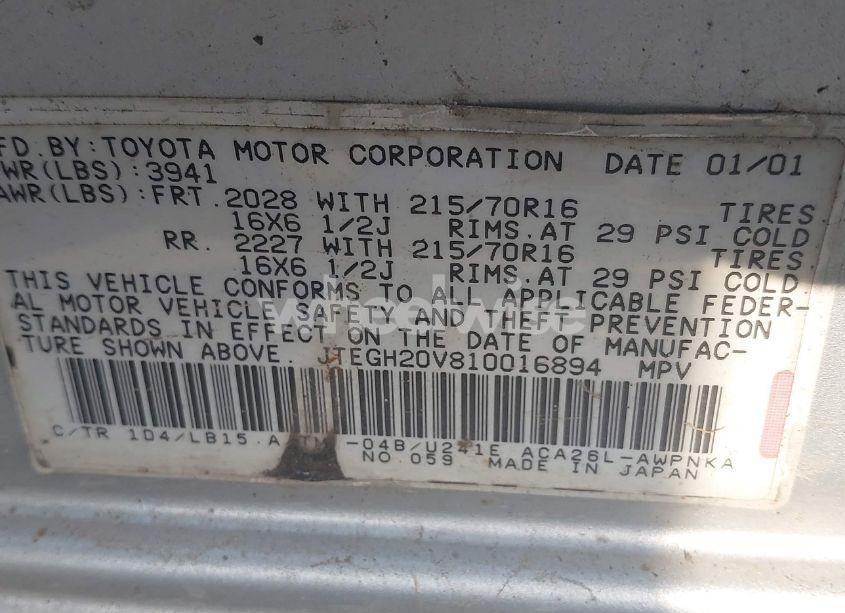 FD. BY: TOYOTA MOTOR CORPORATION DATE 01/01
WR(LBS): 3941
AWR(LBS): FRT. 2028 WITH 215/70R16 TIRES
16X6 1/2J RIMS. AT 29 PSI COLD
RR. 2227 WITH 215/70R16 TIRES
16X6 1/2J RIMS. AT 29 PSI COLD
THIS VEHICLE CONFORMS TO ALL APPLICABLE FEDER-
AL MOTOR VEHICLE SAFETY AND THEFT PREVENTION
STANDARDS IN EFFECT ON THE DATE OF MANUFAC-
TURE SHOWN ABOVE. JTEGH20V810016894 MPV
C/TR 1D4/LB15. A/TM -04B/U241E ACA26L-AWPNKA
NO. 059 MADE IN JAPAN